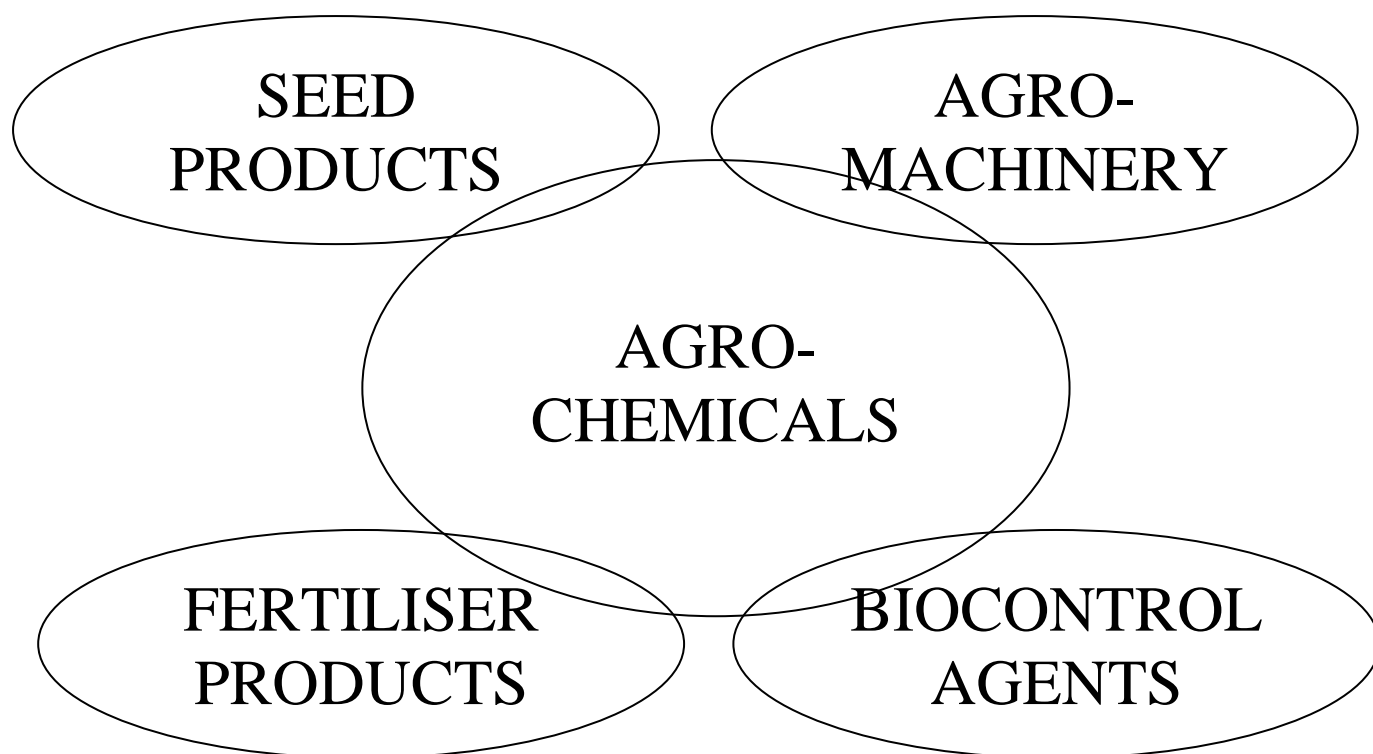 SEED
PRODUCTS
AGRO-
MACHINERY
AGRO-
CHEMICALS
FERTILISER
PRODUCTS
BIOCONTROL
AGENTS